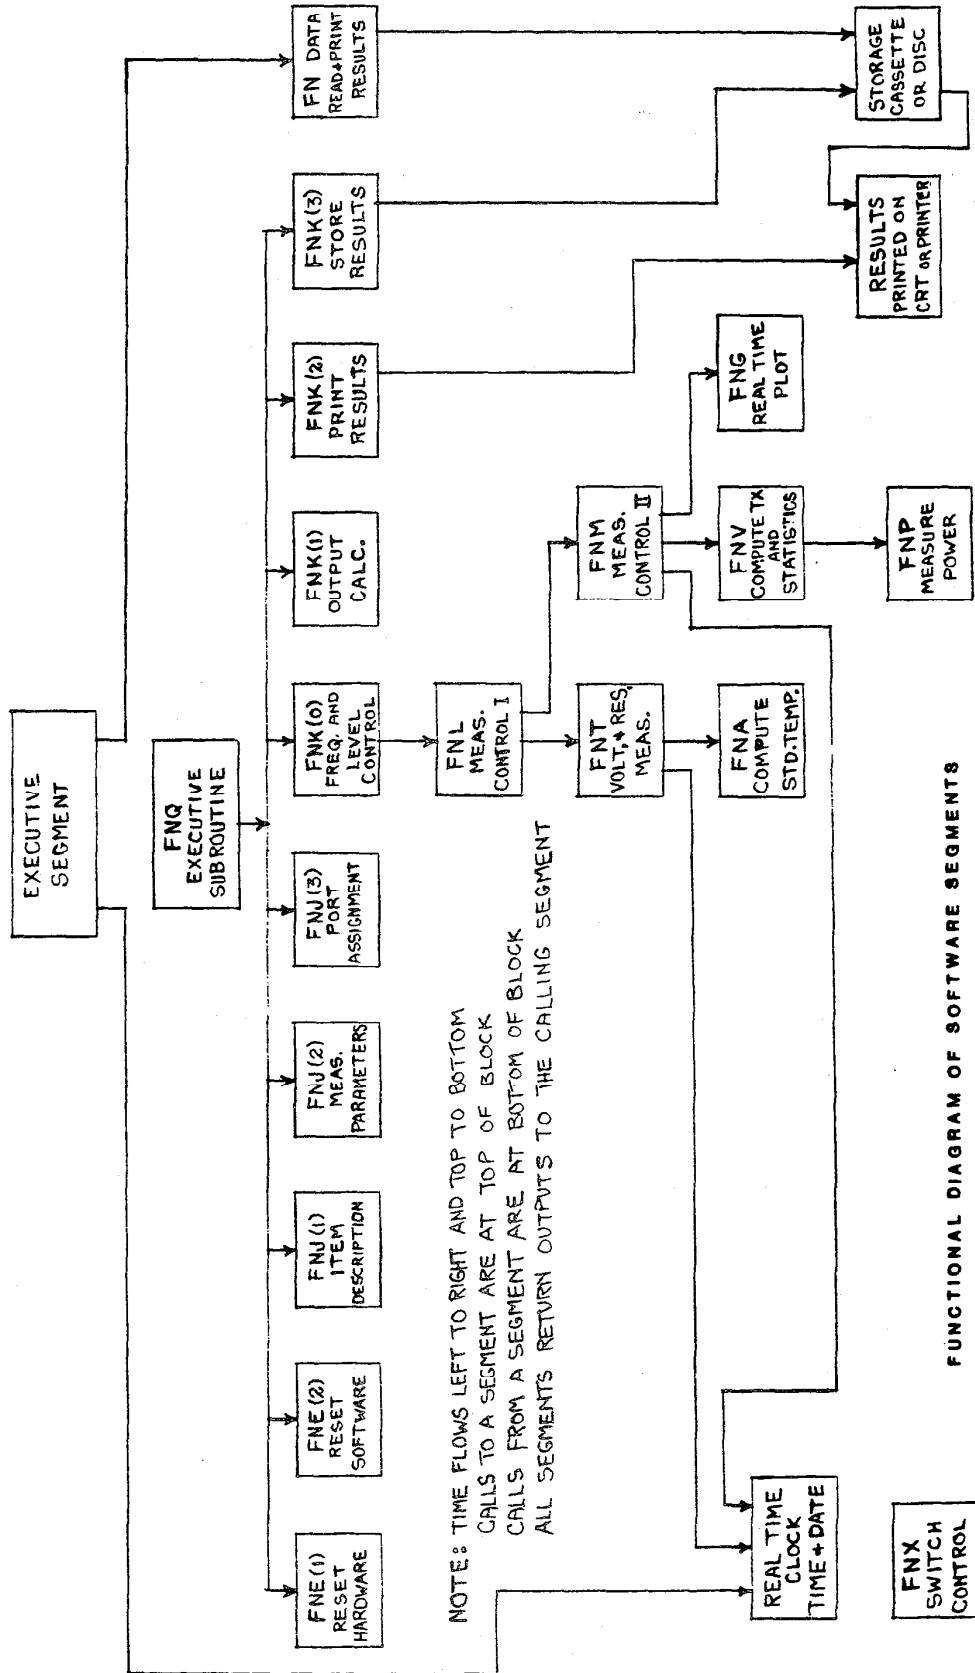 EXECUTIVE
SEGMENT
FNQ
EXECUTIVE
SUBROUTINE
FNE(1)
RESET
HARDWARE
FNE(2)
RESET
SOFTWARE
FNJ(1)
ITEM
DESCRIPTION
FNJ(2)
MEAS.
PARAMETERS
FNJ(3)
PORT
ASSIGNMENT
FNK(0)
FREQ. AND
LEVEL
CONTROL
FNK(1)
OUTPUT
CALC.
FNK(2)
PRINT
RESULTS
FNK(3)
STORE
RESULTS
FN DATA
READ+PRINT
RESULTS
NOTE: TIME FLOWS LEFT TO RIGHT AND TOP TO BOTTOM
CALLS TO A SEGMENT ARE AT TOP OF BLOCK
CALLS FROM A SEGMENT ARE AT BOTTOM OF BLOCK
ALL SEGMENTS RETURN OUTPUTS TO THE CALLING SEGMENT
FNL
MEAS.
CONTROL I
FNT
VOLT. + RES.
MEAS.
FNM
MEAS.
CONTROL II
FNA
COMPUTE
STD. TEMP.
FNV
COMPUTE TX
AND
STATISTICS
FNG
REAL TIME
PLOT
REAL TIME
CLOCK
TIME + DATE
RESULTS
PRINTED ON
CRT OR PRINTER
STORAGE
CASSETTE
OR DISC
FNX
SWITCH
CONTROL
FNP
MEASURE
POWER
FUNCTIONAL DIAGRAM OF SOFTWARE SEGMENTS